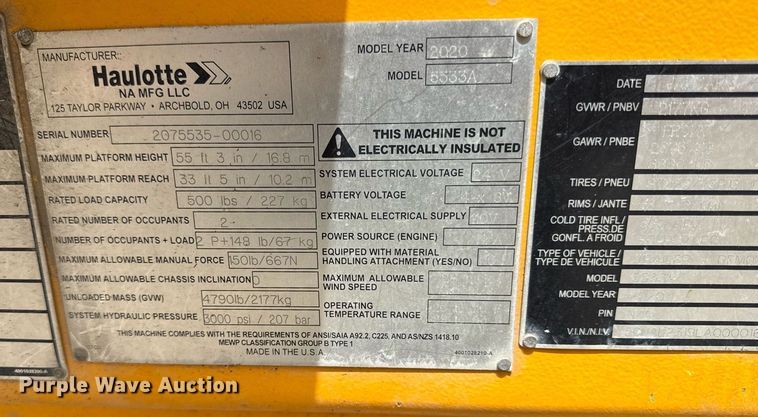 MANUFACTURER:
Haulotte
NA MFG LLC
125 TAYLOR PARKWAY • ARCHBOLD, OH 43502 USA
MODEL YEAR 2020
MODEL 5533A
SERIAL NUMBER 2075535-00016
MAXIMUM PLATFORM HEIGHT 55 ft 3 in / 16.8 m
MAXIMUM PLATFORM REACH 33 ft 5 in / 10.2 m
RATED LOAD CAPACITY 500 lbs / 227 kg
RATED NUMBER OF OCCUPANTS 2
NUMBER OF OCCUPANTS + LOAD 2 P+148 lb/67 kg
MAXIMUM ALLOWABLE MANUAL FORCE 150lb/667N
MAXIMUM ALLOWABLE CHASSIS INCLINATION 0
UNLOADED MASS (GVW) 4790lb/2177kg
SYSTEM HYDRAULIC PRESSURE 3000 psi / 207 bar
THIS MACHINE IS NOT
ELECTRICALLY INSULATED
SYSTEM ELECTRICAL VOLTAGE
BATTERY VOLTAGE
EXTERNAL ELECTRICAL SUPPLY
POWER SOURCE (ENGINE)
EQUIPPED WITH MATERIAL
HANDLING ATTACHMENT (YES/NO)
MAXIMUM ALLOWABLE
WIND SPEED
OPERATING
TEMPERATURE RANGE
THIS MACHINE COMPLIES WITH THE REQUIREMENTS OF ANSI/SAIA A92.2, C225, AND AS/NZS 1418.10
MEWP CLASSIFICATION GROUP B TYPE 1
MADE IN THE U.S.A.
4001028210-A
4001028200-A
DATE
GVWR / PNBV
GAWR / PNBE
TIRES / PNEU
RIMS / JANTE
COLD TIRE INFL /
PRESS.DE
GONFL.A FROID
TYPE OF VEHICLE /
TYPE DE VEHICULE
MODEL
MODEL YEAR
PIN
V.I.N./N.I.V.
Purple Wave Auction